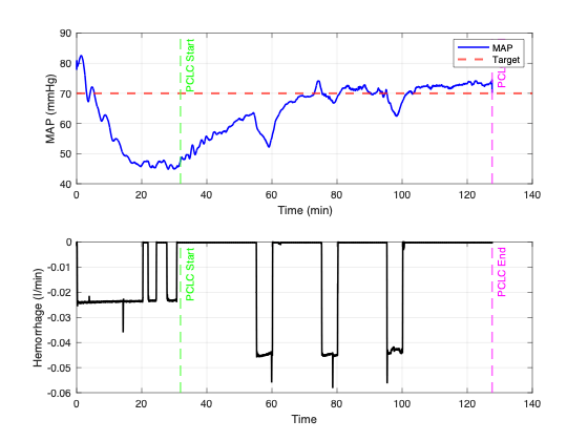 90
80
70
60
50
40
MAP (mmHg)
PCLC Start
PCLC
MAP
Target
0
20
40
60
80
100
120
140
Time (min)
0
-0.01
-0.02
-0.03
-0.04
-0.05
-0.06
Hemorrhage (l/min)
PCLC Start
PCLC End
0
20
40
60
80
100
120
140
Time